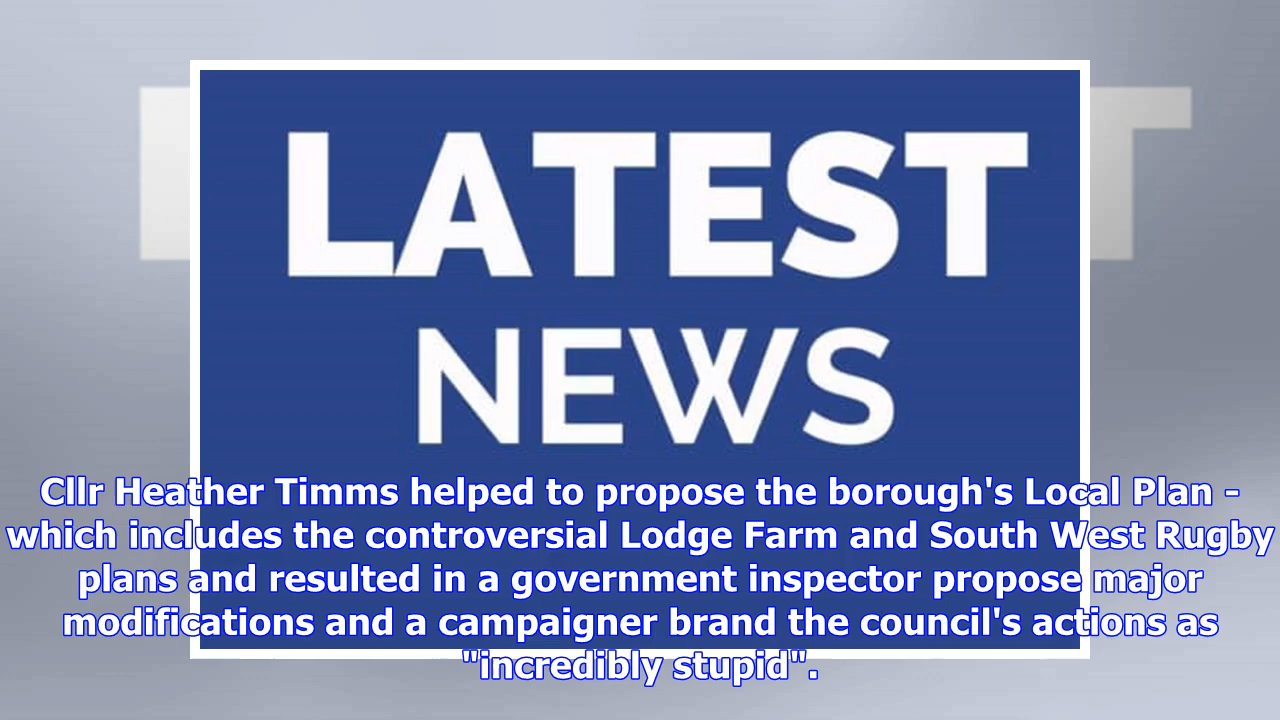 LATEST
NEWS
Cllr Heather Timms helped to propose the borough's Local Plan -
which includes the controversial Lodge Farm and South West Rugby
plans and resulted in a government inspector propose major
modifications and a campaigner brand the council's actions as
"incredibly stupid".